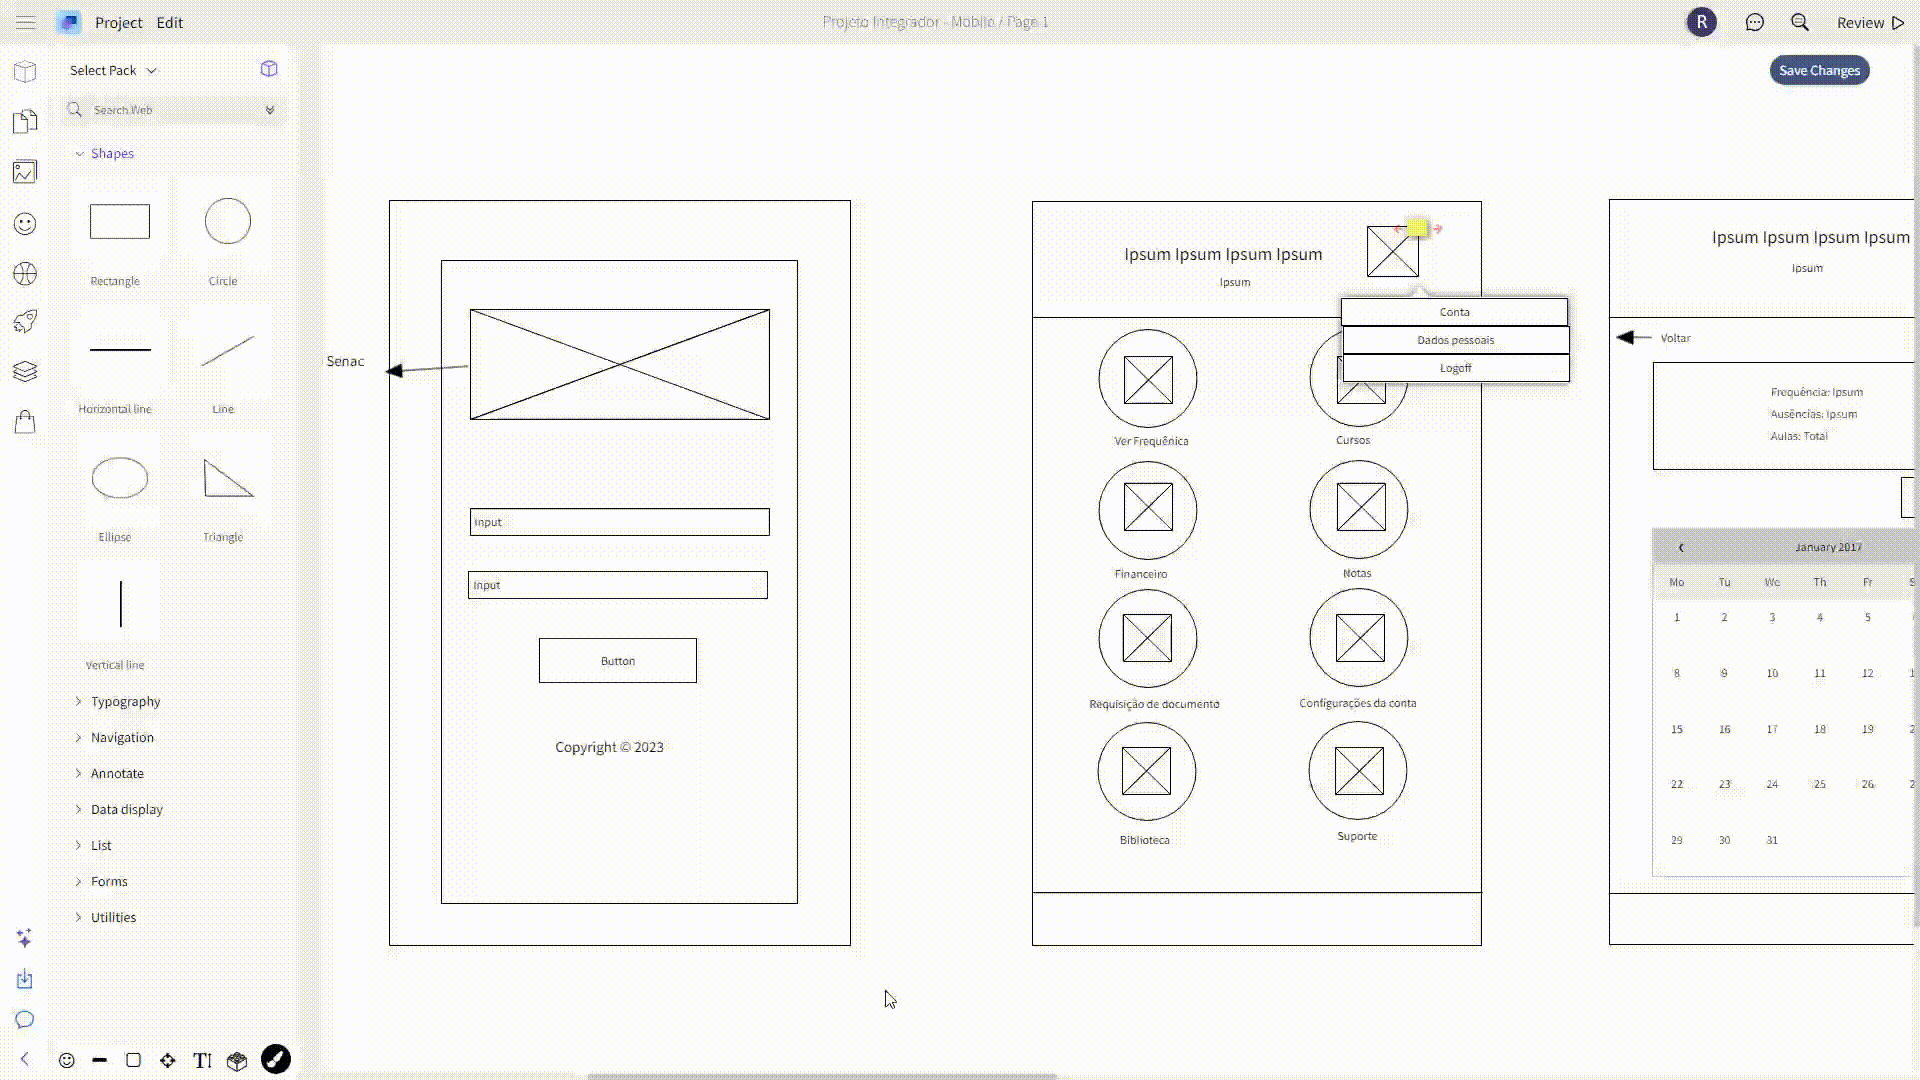 Project Edit
Projeto Integrador - Mobile / Page 1
R
Review
Select Pack
Save Changes
Search Web
Shapes
Rectangle
Circle
Horizontal line
Line
Ellipse
Triangle
Vertical line
Typography
Navigation
Annotate
Data display
List
Forms
Utilities
Senac
Input
Input
Button
Copyright © 2023
Ipsum Ipsum Ipsum Ipsum
Ipsum
Conta
Dados pessoais
Logoff
Ver Frequênica
Cursos
Financeiro
Notas
Requisição de documento
Configurações da conta
Biblioteca
Suporte
Ipsum Ipsum Ipsum Ipsum
Ipsum
Voltar
Frequência: Ipsum
Ausências: Ipsum
Aulas: Total
January 2017
Mo Tu We Th Fr S
1 2 3 4 5
8 9 10 11 12 1
15 16 17 18 19 2
22 23 24 25 26 2
29 30 31
TI